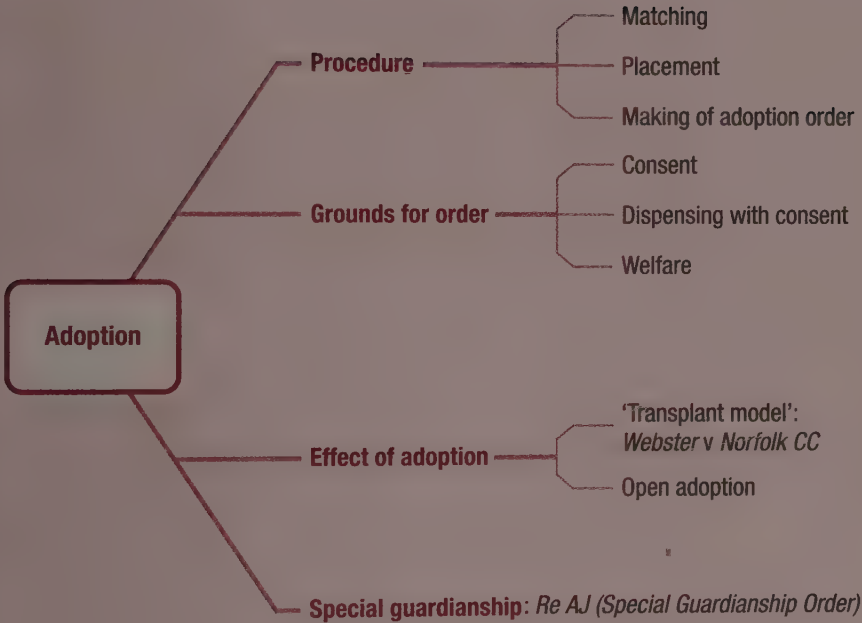 Adoption
Procedure
Matching
Placement
Making of adoption order
Grounds for order
Consent
Dispensing with consent
Welfare
Effect of adoption
'Transplant model':
Webster v Norfolk CC
Open adoption
Special guardianship: Re AJ (Special Guardianship Order)